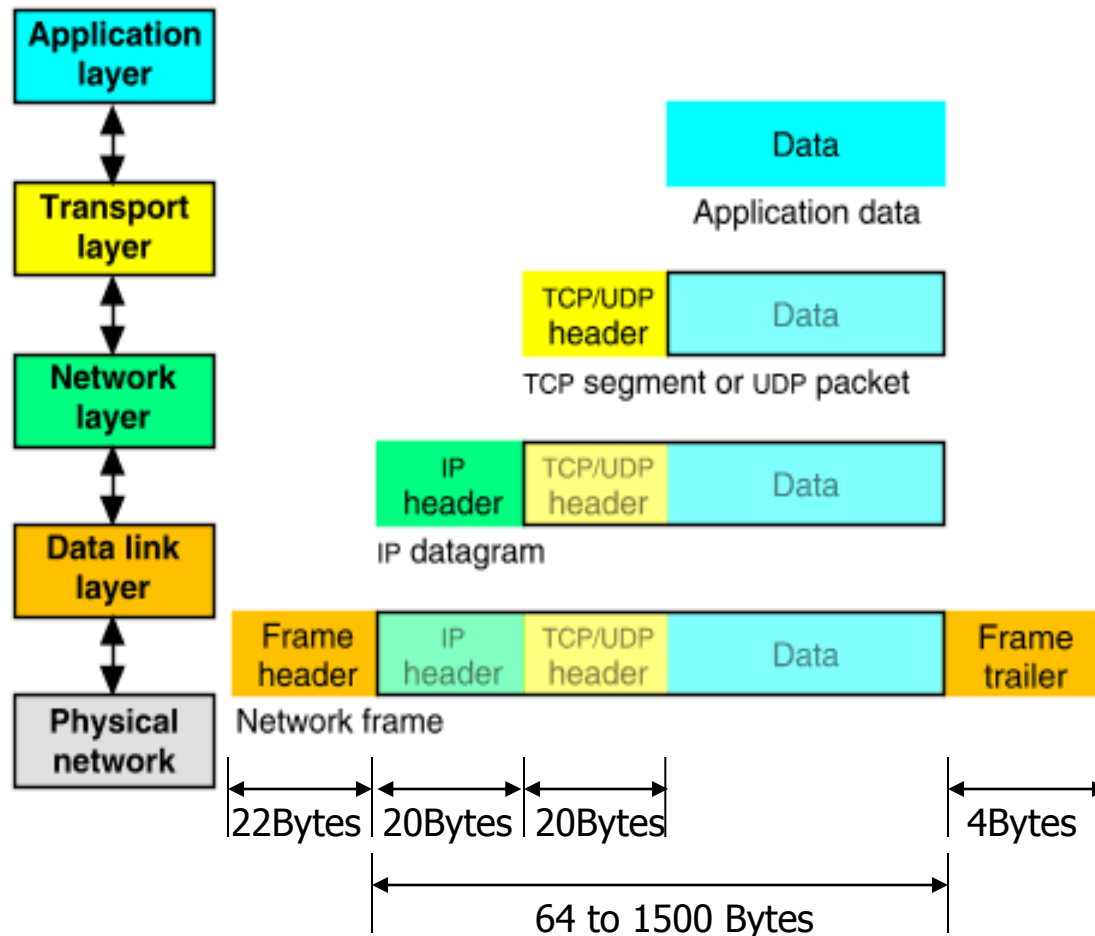 Application
layer
Data
Application data
Transport
layer
TCP/UDP
header
Data
TCP segment or UDP packet
Network
layer
IP
header
TCP/UDP
header
Data
IP datagram
Data link
layer
Frame
header
IP
header
TCP/UDP
header
Data
Frame
trailer
Network frame
Physical
network
22Bytes
20Bytes
20Bytes
4Bytes
64 to 1500 Bytes